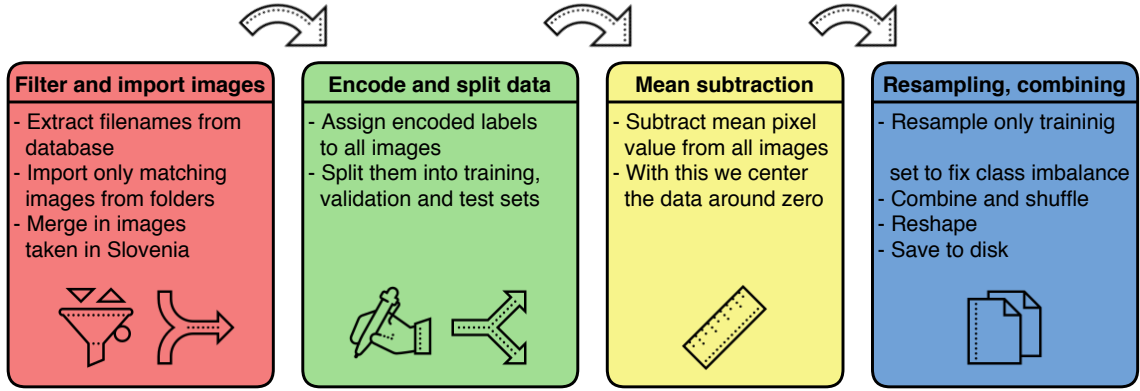 Filter and import images
- Extract filenames from
database
- Import only matching
images from folders
- Merge in images
taken in Slovenia
Encode and split data
- Assign encoded labels
to all images
- Split them into training,
validation and test sets
Mean subtraction
- Subtract mean pixel
value from all images
- With this we center
the data around zero
Resampling, combining
- Resample only traininig
set to fix class imbalance
- Combine and shuffle
- Reshape
- Save to disk